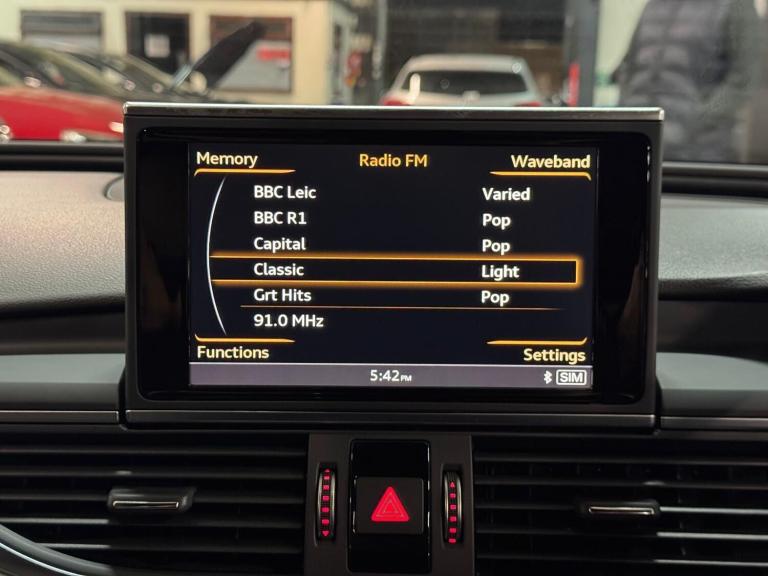 Memory Radio FM Waveband
BBC Leic Varied
BBC R1 Pop
Capital Pop
Classic Light
Grt Hits Pop
91.0 MHz
Functions Settings
5:42PM SIM